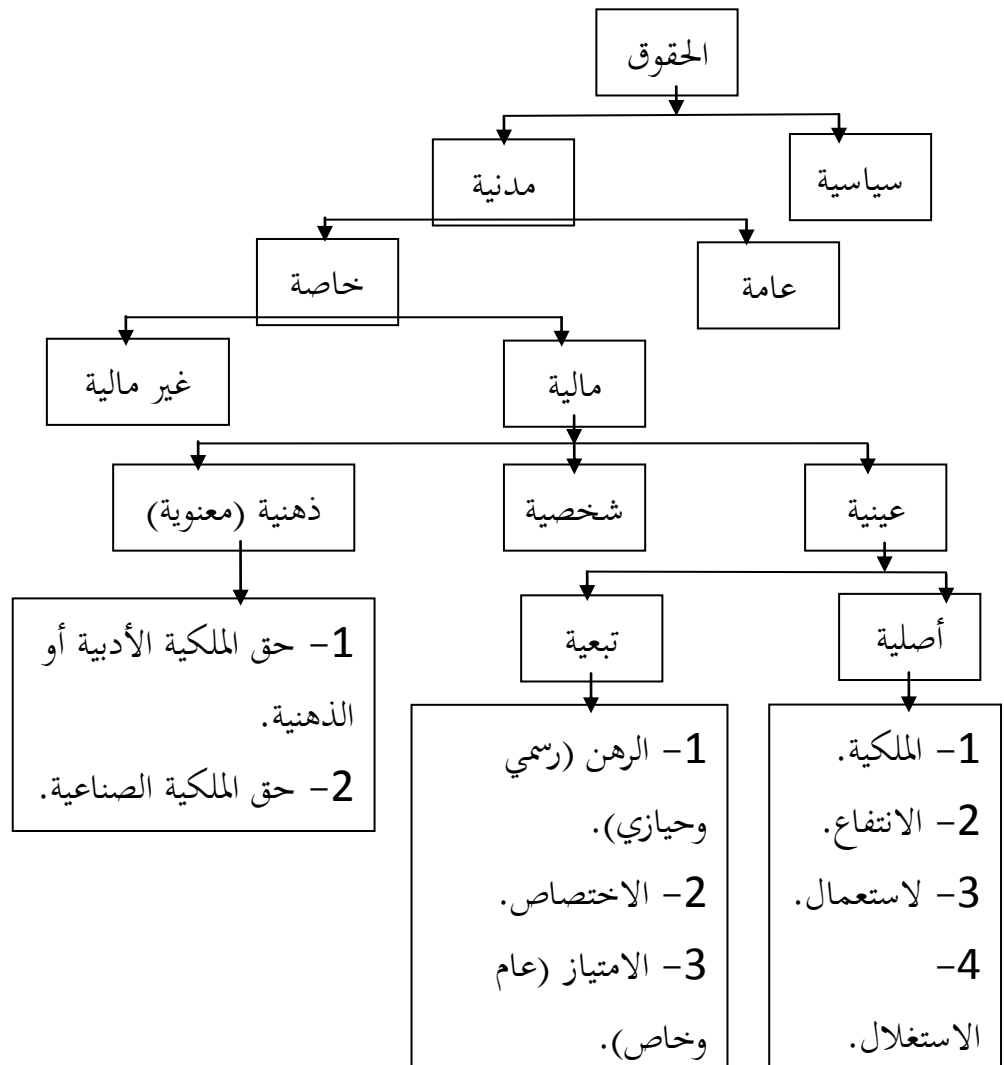 الحقوق
سياسية
مدنية
عامة
خاصة
مالية
غير مالية
عينية
شخصية
ذهنية (معنوية)
أصلية
تبعية
1- الملكية.
2- الانتفاع.
3- لاستعمال.
4-
الاستغلال.
1- الرهن (رسمي
وحيازي).
2- الاختصاص.
3- الامتياز (عام
وخاص).
1- حق الملكية الأدبية أو
الذهنية.
2- حق الملكية الصناعية.